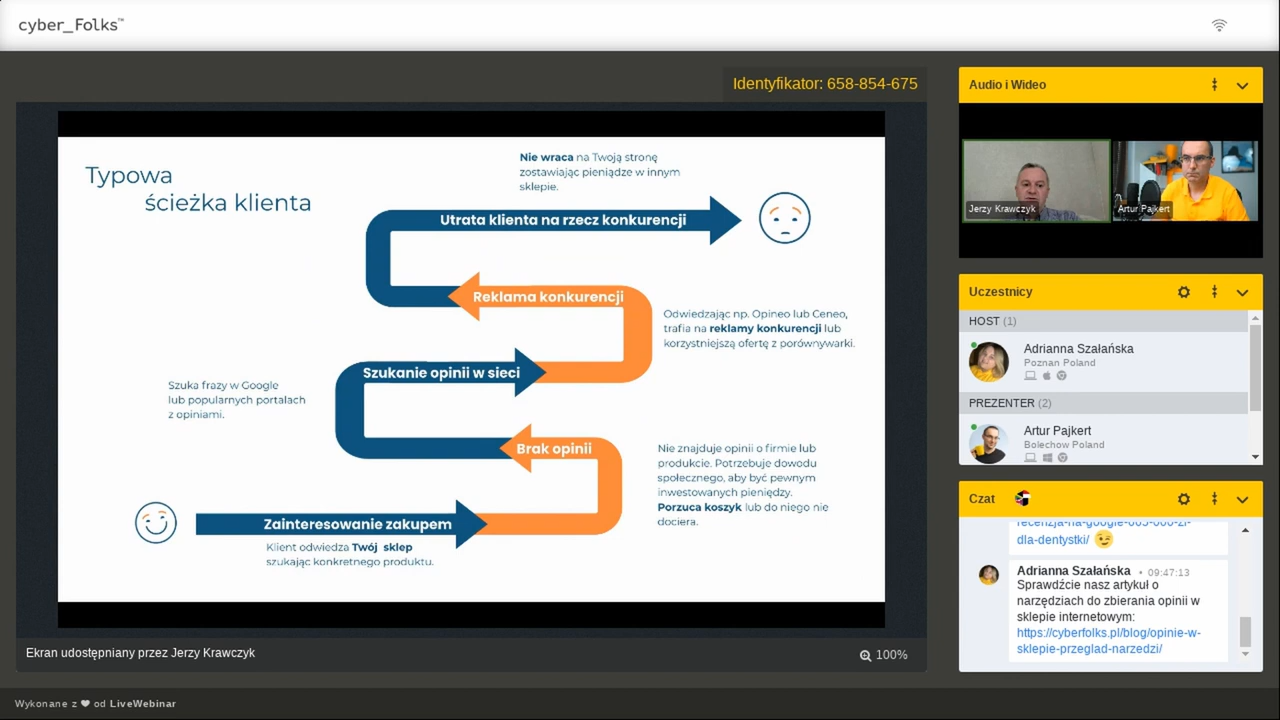 cyber_Folks™
Identyfikator: 658-854-675
Typowa
ścieżka klienta
Nie wraca na Twoją stronę
zostawiając pieniądze w innym
sklepie.
Utrata klienta na rzecz konkurencji
Reklama konkurencji
Odwiedzając np. Opineo lub Ceneo,
trafia na reklamy konkurencji lub
korzystniejszą ofertę z porównywarki.
Szukanie opinii w sieci
Szuka frazy w Google
lub popularnych portalach
z opiniami.
Brak opinii
Nie znajduje opinii o firmie lub
produkcie. Potrzebuje dowodu
społecznego, aby być pewnym
inwestowanych pieniędzy.
Porzuca koszyk lub do niego nie
dociera.
Zainteresowanie zakupem
Klient odwiedza Twój sklep
szukając konkretnego produktu.
Ekran udostępniany przez Jerzy Krawczyk
100%
Audio i Wideo
Jerzy Krawczyk
Artur Pajkert
Uczestnicy
HOST (1)
Adrianna Szałańska
Poznan Poland
PREZENTER (2)
Artur Pajkert
Bolechow Poland
Czat
recenzja-na-google-665-000-zl-
dla-dentystki/
Adrianna Szałańska • 09:47:13
Sprawdźcie nasz artykuł o
narzędziach do zbierania opinii w
sklepie internetowym:
https://cyberfolks.pl/blog/opinie-w-
sklepie-przeglad-narzedzi/
Wykonane z ❤ od LiveWebinar